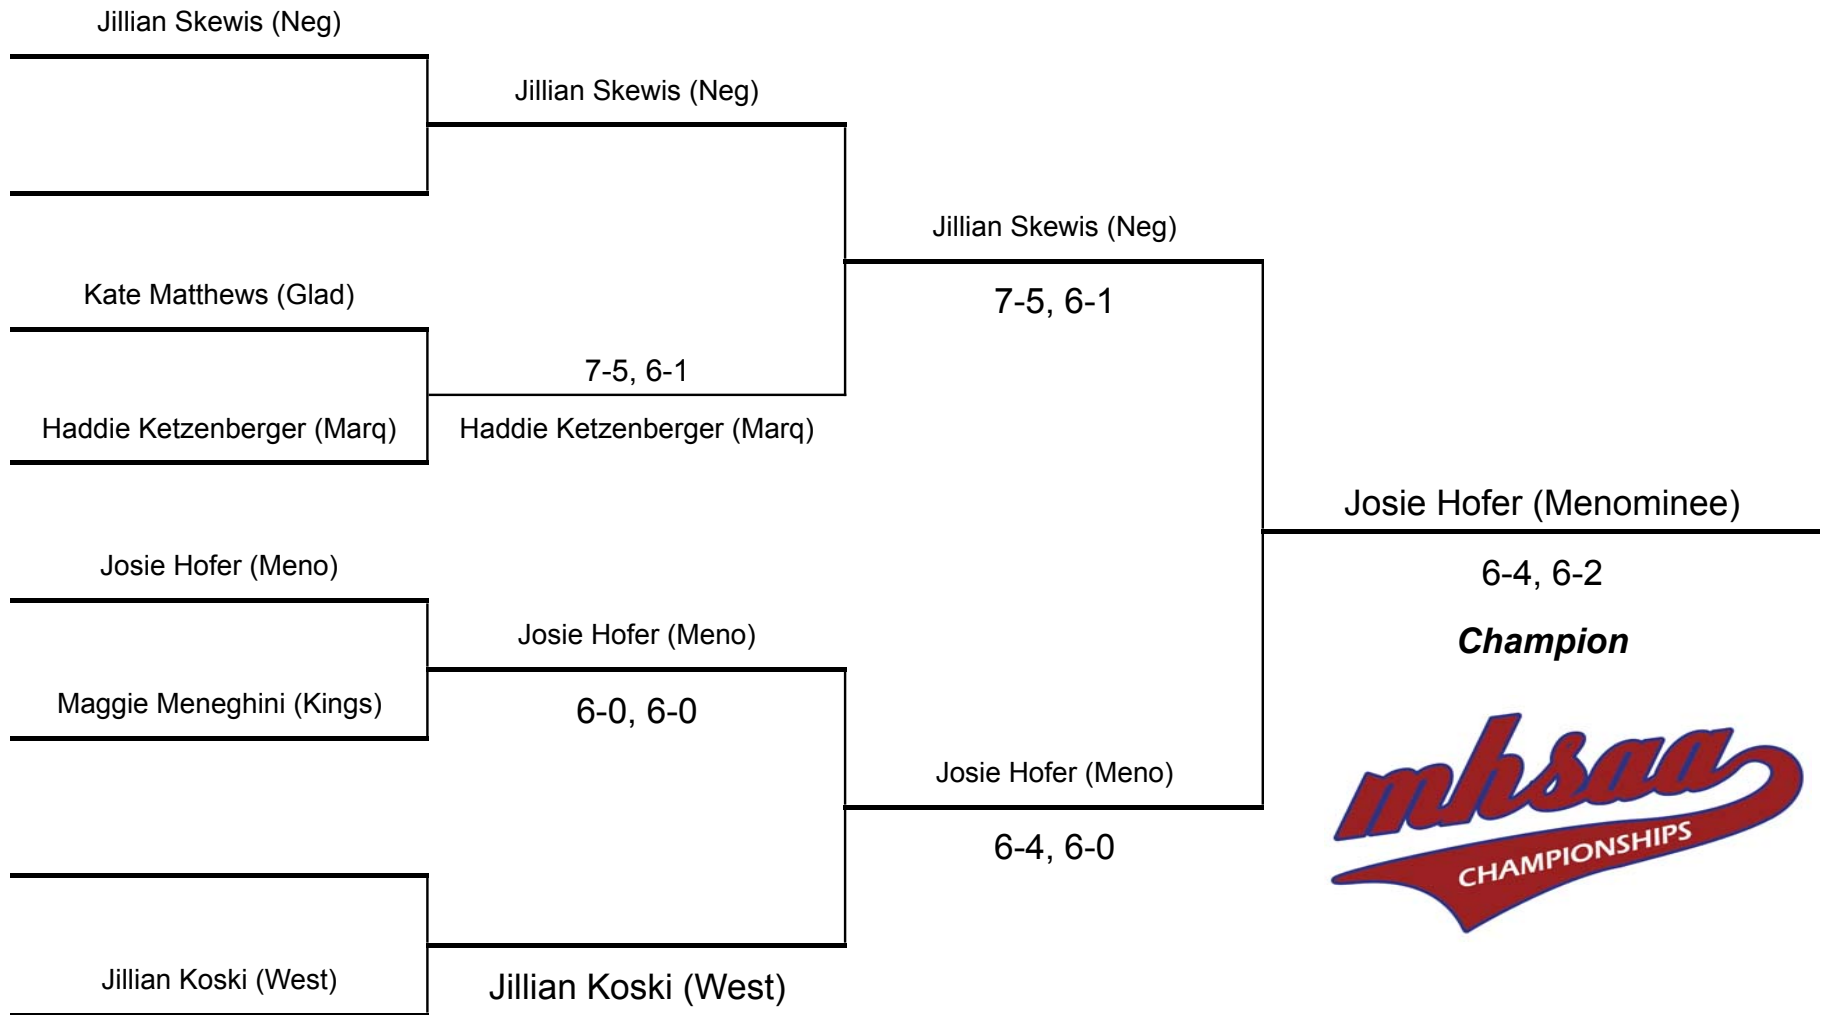 Jillian Skewis (Neg)
Jillian Skewis (Neg)
Jillian Skewis (Neg)
7-5, 6-1
Kate Matthews (Glad)
7-5, 6-1
Haddie Ketzenberger (Marq)
Haddie Ketzenberger (Marq)
Josie Hofer (Menominee)
6-4, 6-2
Champion
Josie Hofer (Meno)
Josie Hofer (Meno)
Maggie Meneghini (Kings)
6-0, 6-0
Josie Hofer (Meno)
6-4, 6-0
mhsaa
CHAMPIONSHIPS
Jillian Koski (West)
Jillian Koski (West)